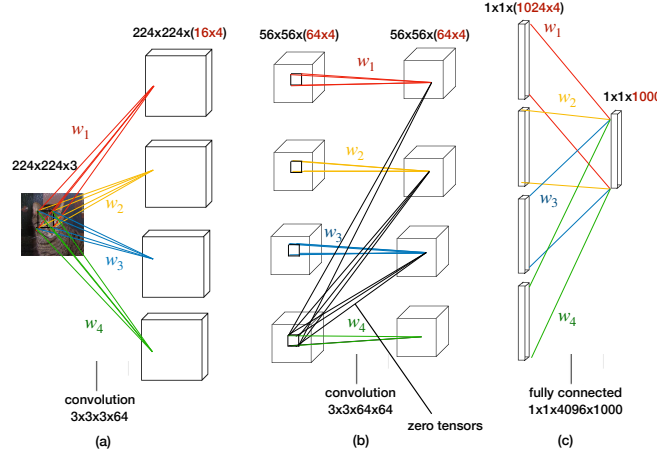 224x224x(16x4)
w1
224x224x3
w2
w3
w4
convolution
3x3x3x64
(a)
56x56x(64x4)
56x56x(64x4)
w1
w2
w3
w4
convolution
3x3x64x64
zero tensors
(b)
1x1x(1024x4)
w1
1x1x1000
w2
w3
w4
fully connected
1x1x4096x1000
(c)